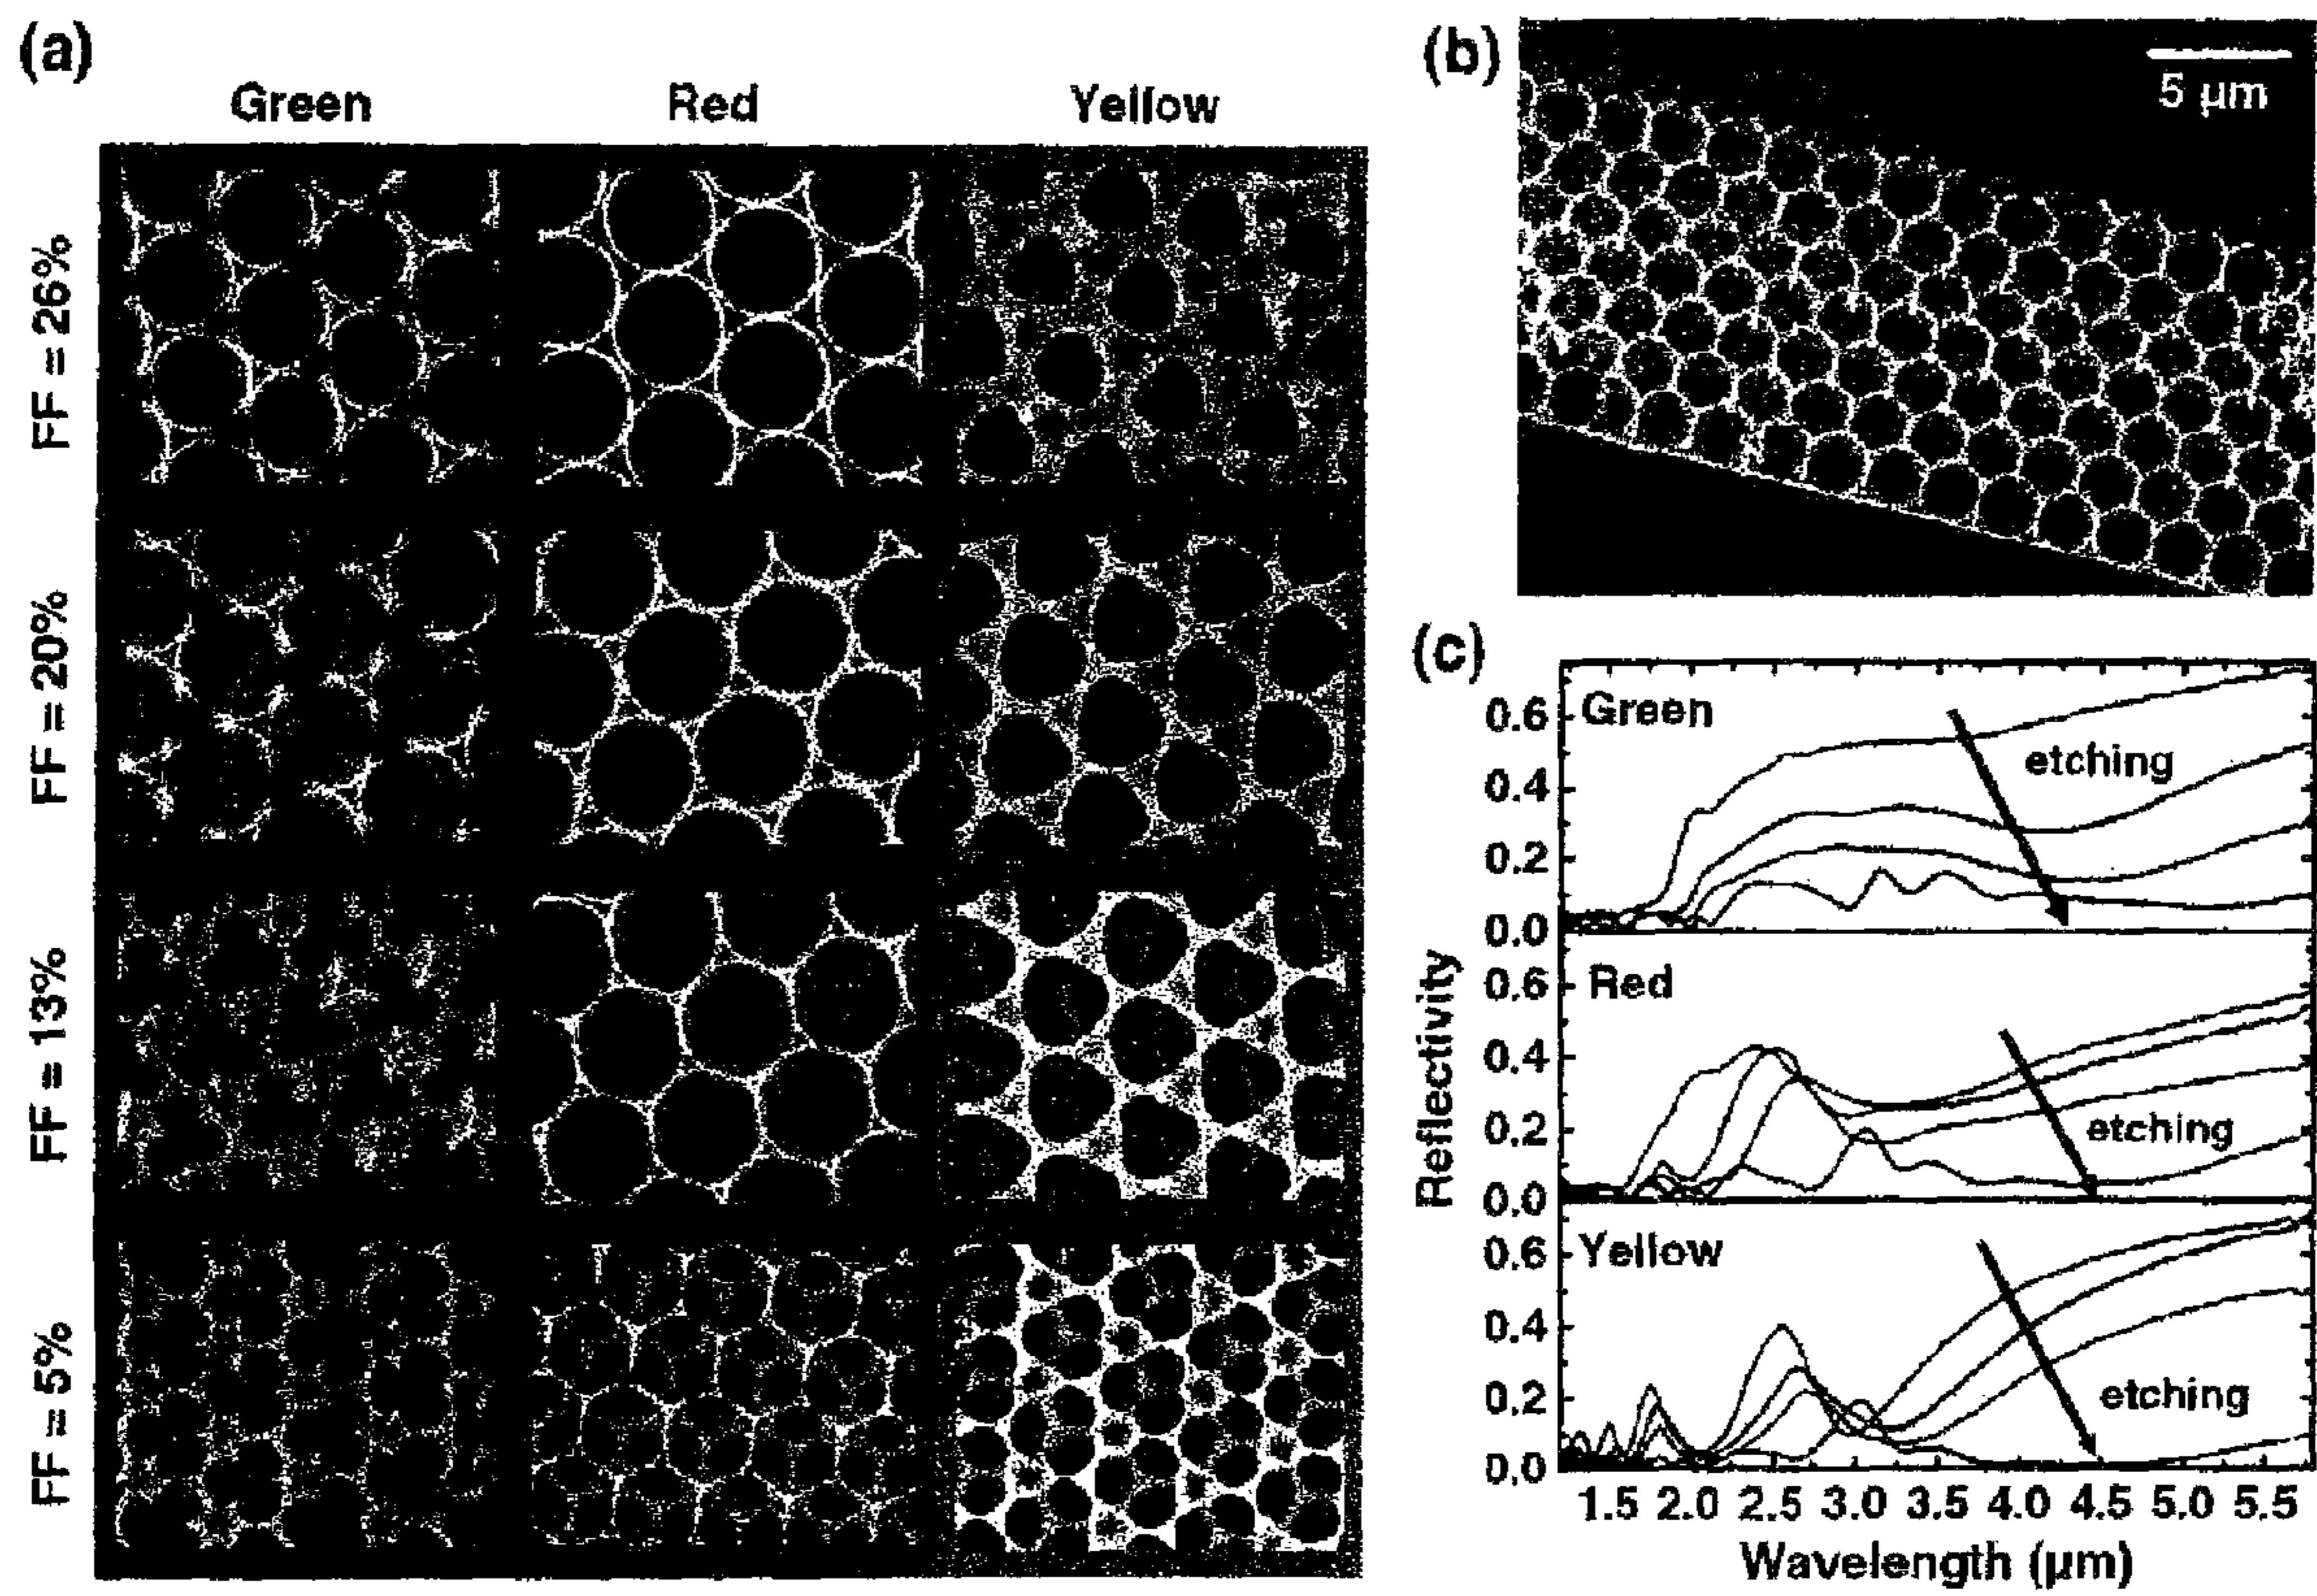 (a)
Green Red Yellow
FF = 26%
FF = 20%
FF = 13%
FF = 5%
(b)
5 µm
(c)
Green
etching
0.6
0.4
0.2
0.0
Red
etching
0.6
0.4
0.2
0.0
Yellow
etching
0.6
0.4
0.2
0.0
Reflectivity
1.5 2.0 2.5 3.0 3.5 4.0 4.5 5.0 5.5
Wavelength (µm)